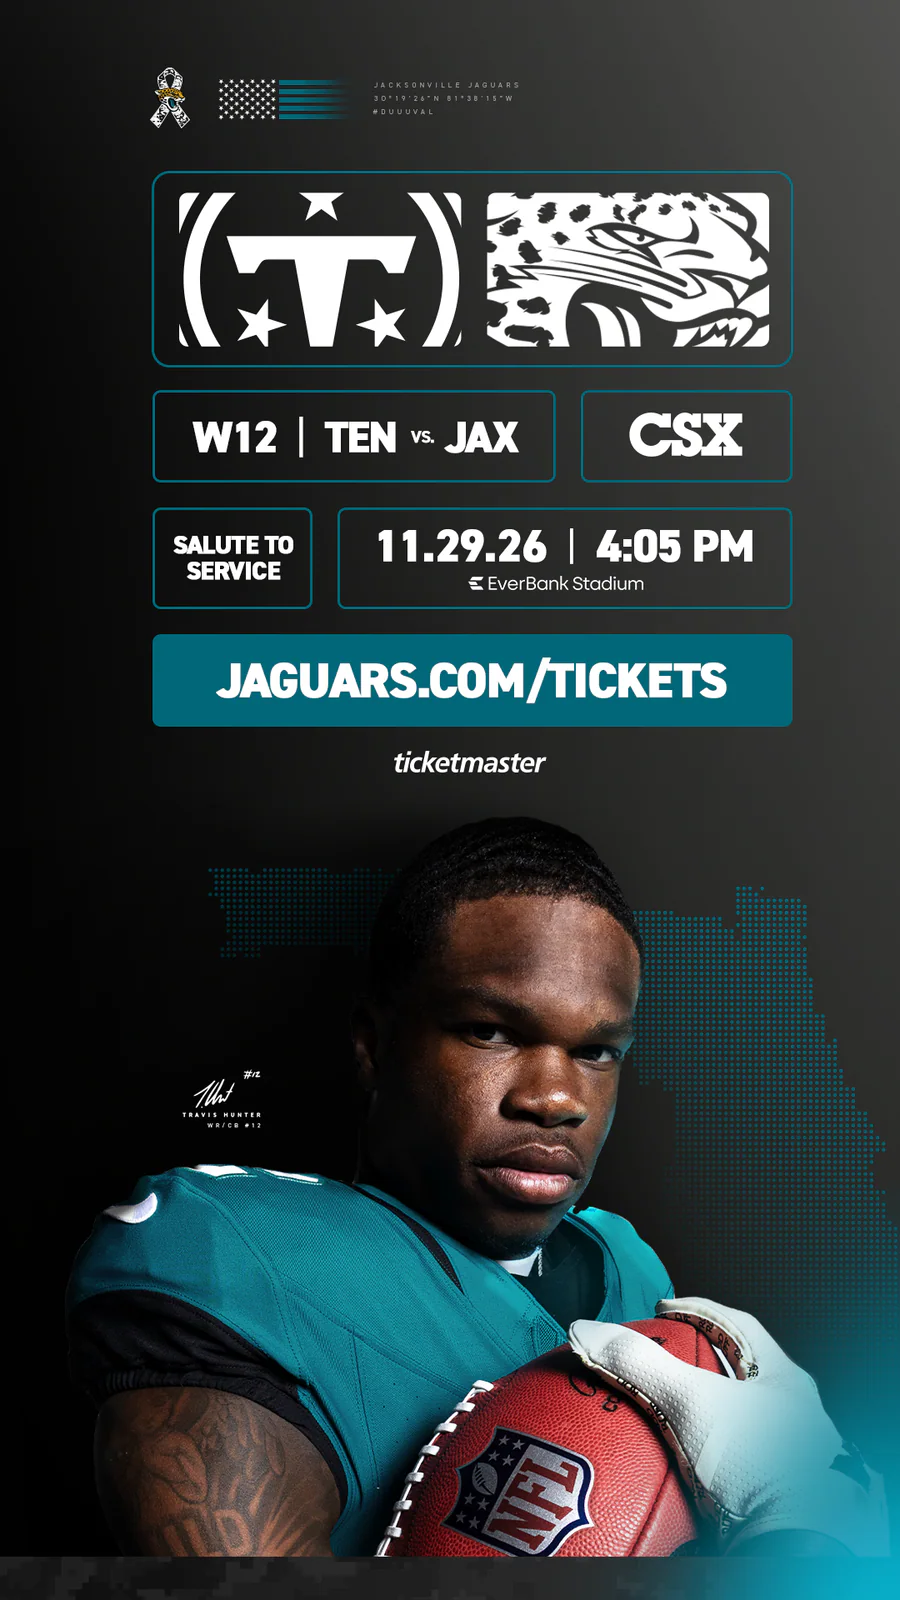 JACKSONVILLE JAGUARS
30°19'26"N 81°38'15"W
#DUUUVAL
W12 | TEN VS. JAX
CSX
SALUTE TO
SERVICE
11.29.26 | 4:05 PM
EverBank Stadium
JAGUARS.COM/TICKETS
ticketmaster
#12
TRAVIS HUNTER
WR/CB #12
NFL